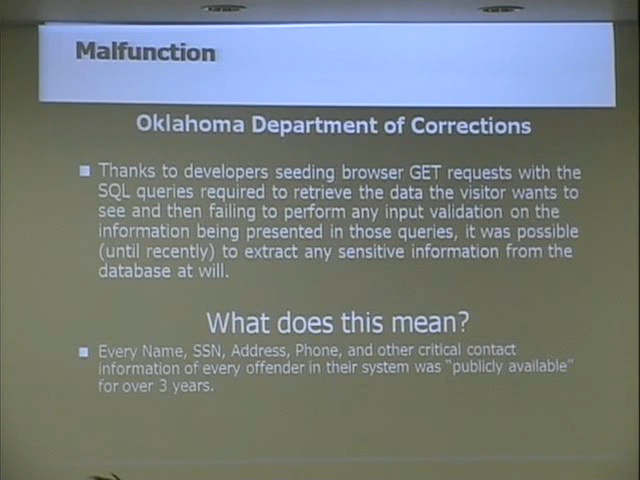 Malfunction
Oklahoma Department of Corrections
Thanks to developers seeding browser GET requests with the
SQL queries required to retrieve the data the visitor wants to
see and then failing to perform any input validation on the
information being presented in those queries, it was possible
(until recently) to extract any sensitive information from the
database at will.
What does this mean?
Every Name, SSN, Address, Phone, and other critical contact
information of every offender in their system was "publicly available"
for over 3 years.